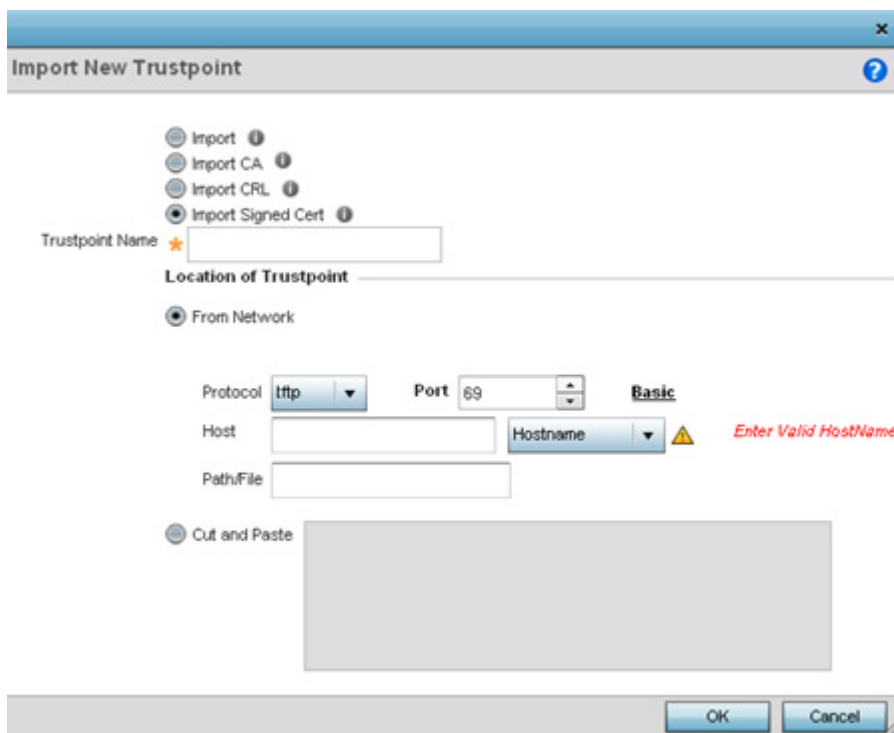 Import New Trustpoint
Import
Import CA
Import CRL
Import Signed Cert
Trustpoint Name *
Location of Trustpoint
From Network
Protocol tftp Port 69 Basic
Host Hostname Enter Valid HostName
Path/File
Cut and Paste
OK Cancel